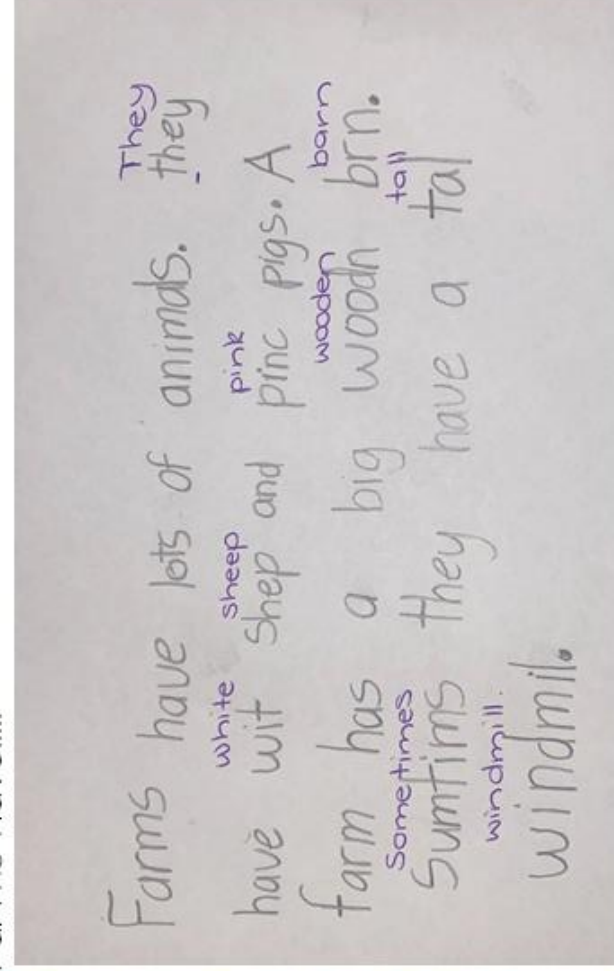 They
Farms have lots of animals. they
white sheep pink
have wit Shep and pinc pigs. A
wooden barn
farm has a big woodn brn.
Sometimes tall
Sumtims they have a tal
windmill.
windmil.